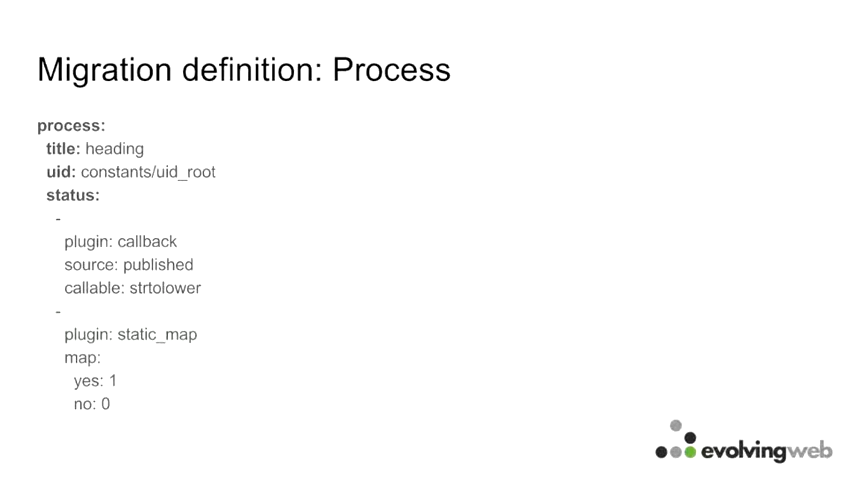 Migration definition: Process
process:
title: heading
uid: constants/uid_root
status:
-
plugin: callback
source: published
callable: strtolower
-
plugin: static_map
map:
yes: 1
no: 0
evolvingweb